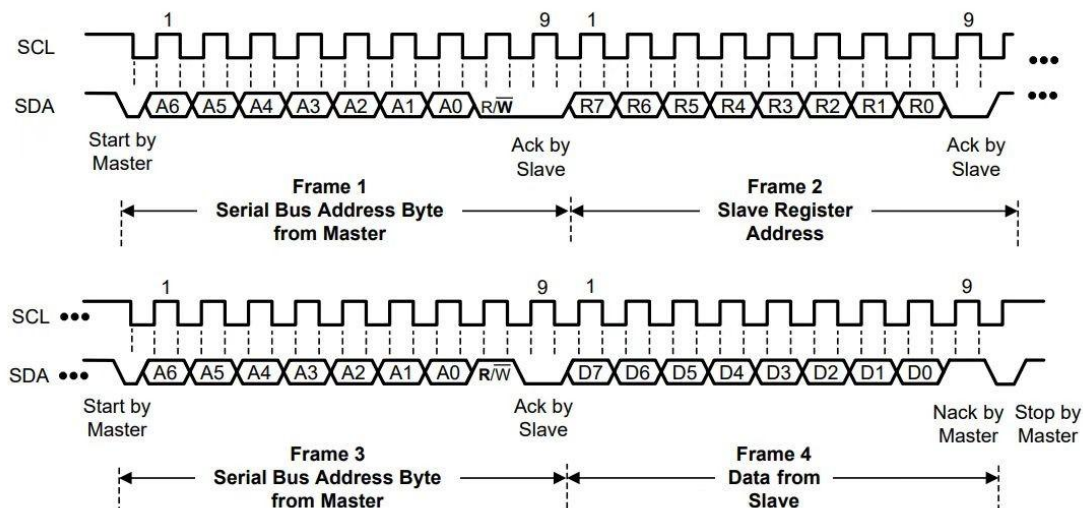 1 9 1 9
SCL •••
SDA A6 A5 A4 A3 A2 A1 A0 R/W̅ R7 R6 R5 R4 R3 R2 R1 R0 •••
Start by Master
Ack by Slave
Ack by Slave
Frame 1
Serial Bus Address Byte
from Master
Frame 2
Slave Register
Address
1 9 1 9
SCL •••
SDA ••• A6 A5 A4 A3 A2 A1 A0 R/W̅ D7 D6 D5 D4 D3 D2 D1 D0
Start by Master
Ack by Slave
Nack by Master
Stop by Master
Frame 3
Serial Bus Address Byte
from Master
Frame 4
Data from
Slave